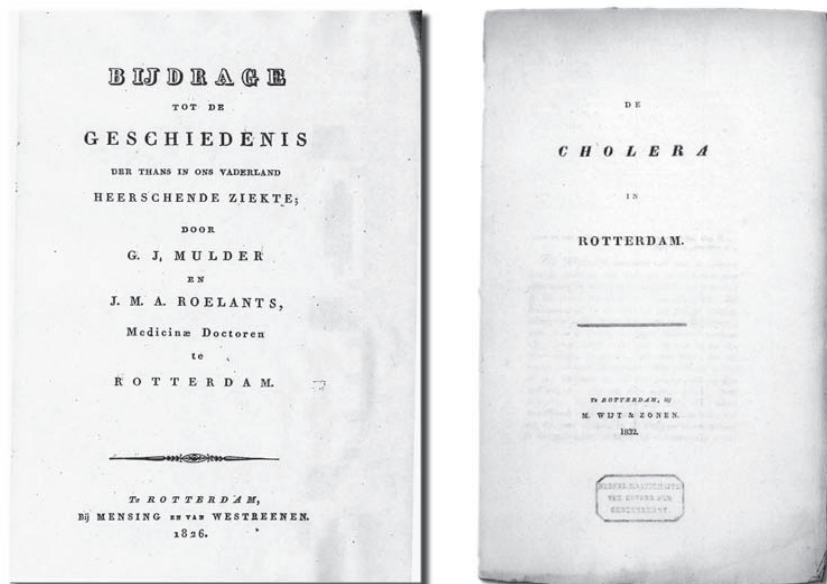 BIJDRAGE
TOT DE
GESCHIEDENIS
DER THANS IN ONS VADERLAND
HEERSCHENDE ZIEKTE;
DOOR
G. J. MULDER
EN
J. M. A. ROELANTS,
Medicinæ Doctoren
te
ROTTERDAM.
Te ROTTERDAM,
Bij MENSING EN VAN WESTREENEN.
1826.
DE
CHOLERA
IN
ROTTERDAM.
Te ROTTERDAM, bij
M. WIJT & ZONEN.
1832.